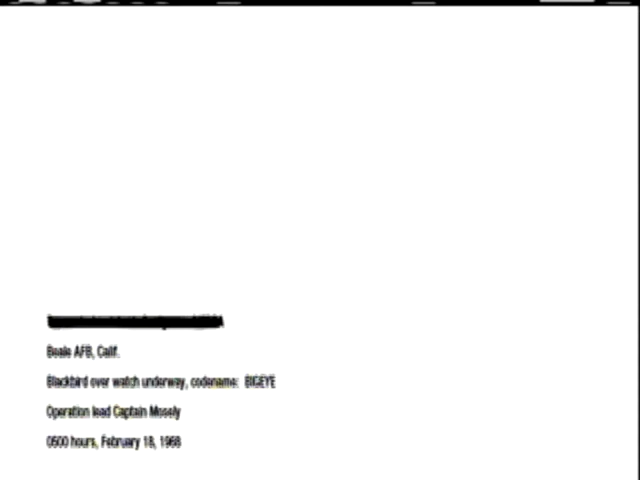 Beale AFB, Calif.
Blackbird over watch underway, codename: BIGEYE
Operation lead Captain Mosely
0500 hours, February 18, 1968